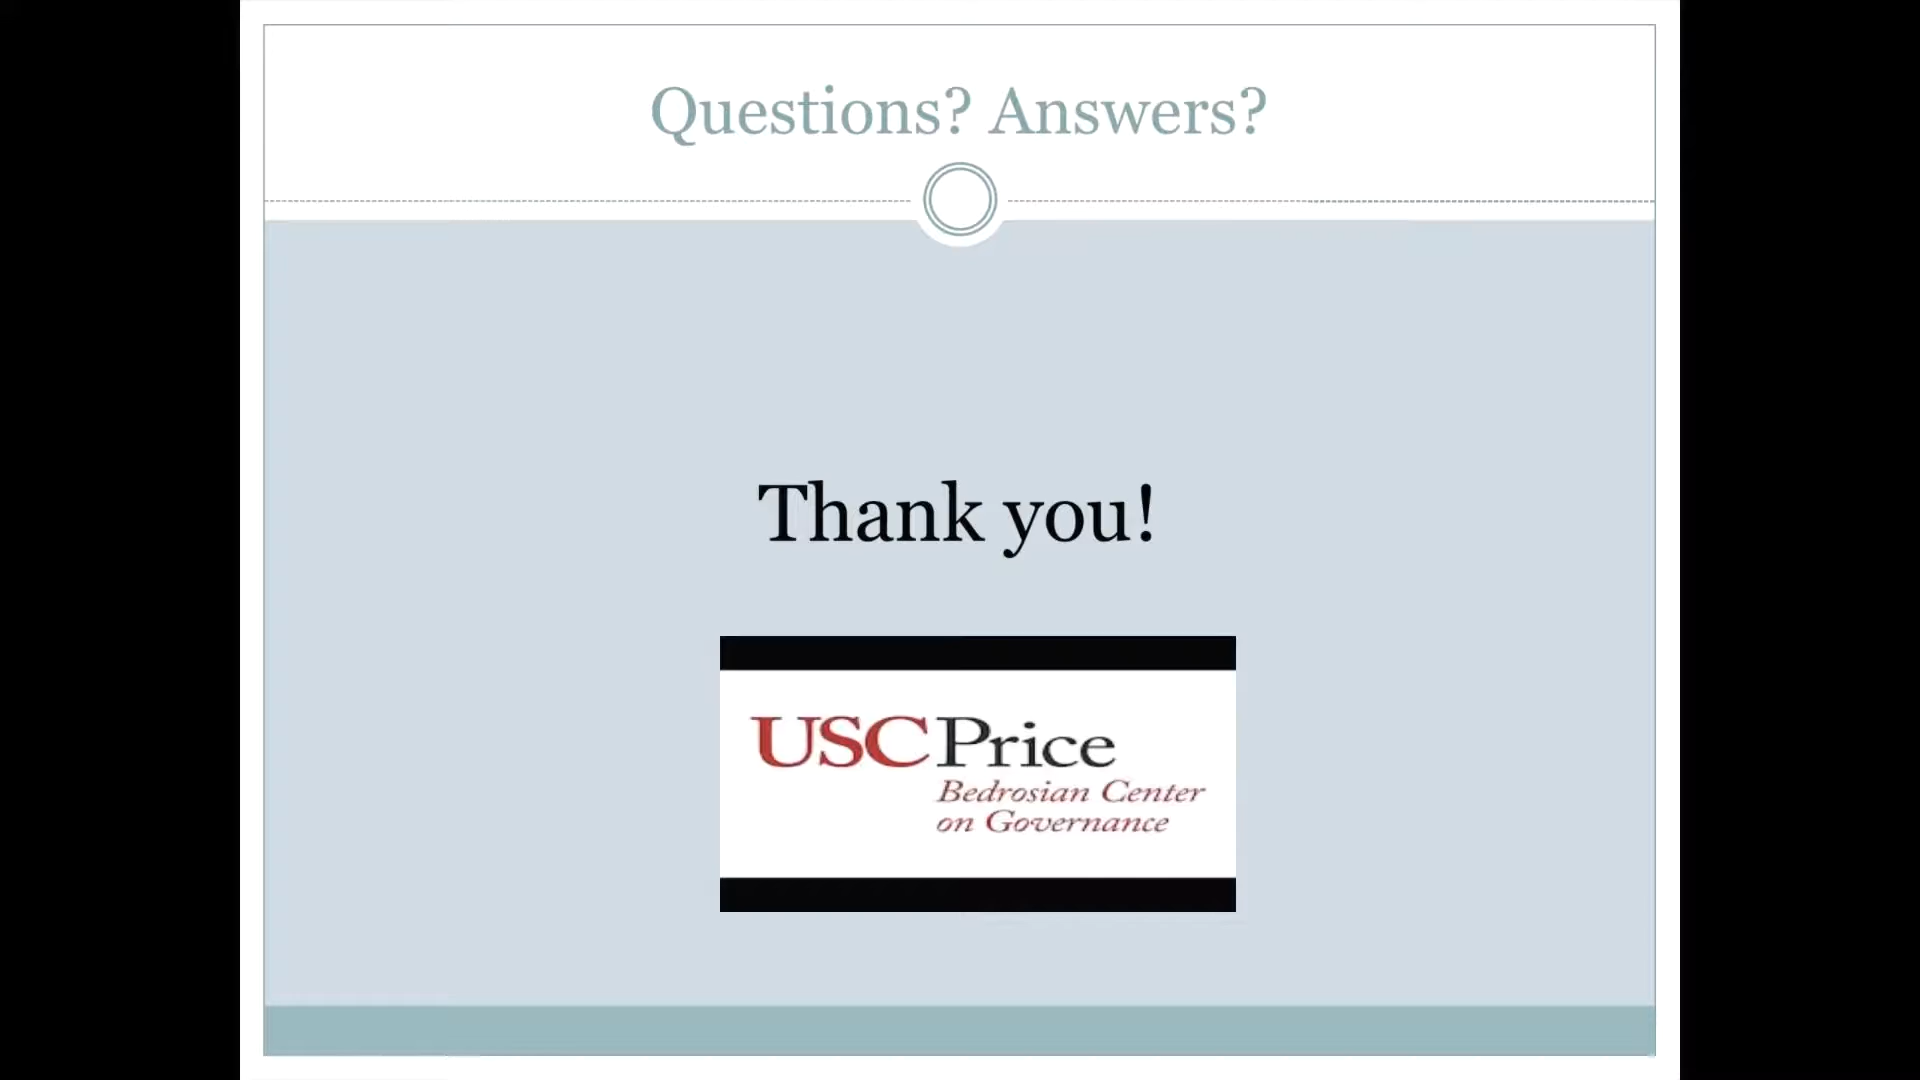 Questions? Answers?
Thank you!
USC Price
Bedrosian Center
on Governance